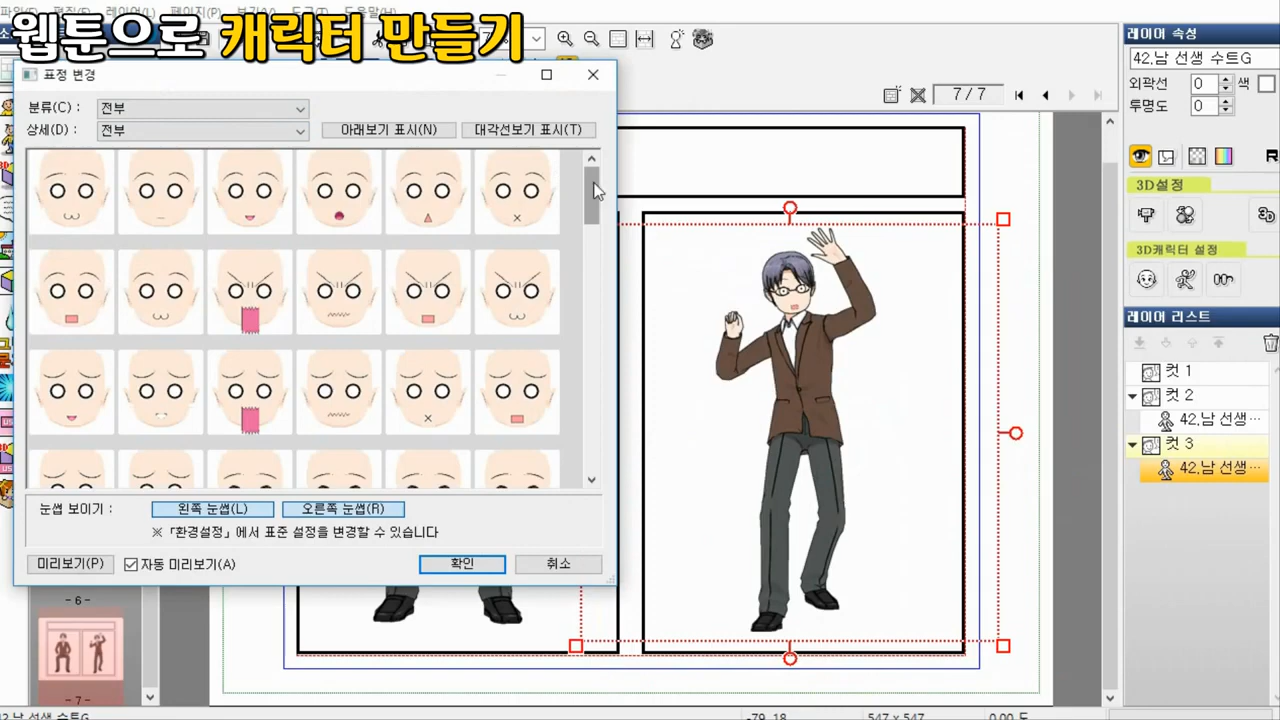 웹툰으로 캐릭터 만들기
표정 변경
분류(C) : 전부
상세(D) : 전부 아래보기 표시(N) 대각선보기 표시(T)
눈썹 보이기 : 왼쪽 눈썹(L) 오른쪽 눈썹(R)
※「환경설정」에서 표준 설정을 변경할 수 있습니다
미리보기(P) 자동 미리보기(A) 확인 취소
7 / 7
레이어 속성
42,남 선생 수트G
외곽선 0 색
투명도 0
3D설정
3D캐릭터 설정
레이어 리스트
컷 1
컷 2
42,남 선생…
컷 3
42,남 선생…
- 6 -
- 7 -
547 × 547